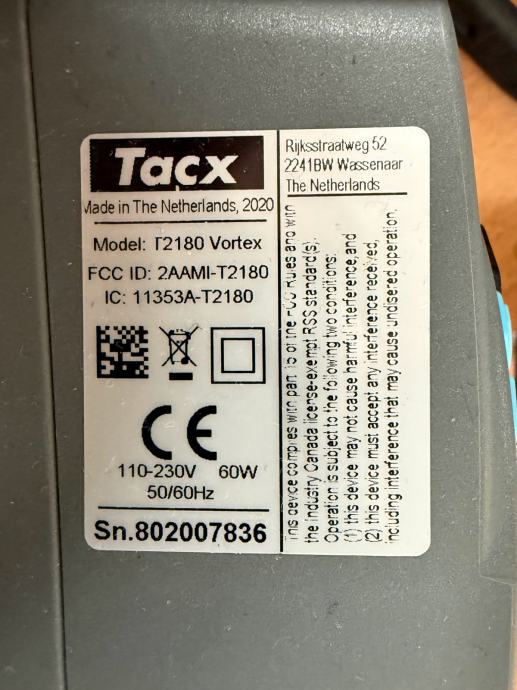 Tacx
Made in The Netherlands, 2020
Model: T2180 Vortex
FCC ID: 2AAMI-T2180
IC: 11353A-T2180
CE
110-230V 60W
50/60Hz
Sn.802007836
Rijksstraatweg 52
2241BW Wassenaar
The Netherlands
This device complies with part 15 of the FCC Rules and with
the Industry Canada license-exempt RSS standard(s).
Operation is subject to the following two conditions:
(1) this device may not cause harmful interference,and
(2) this device must accept any interference received,
including interference that may cause undisered operation.